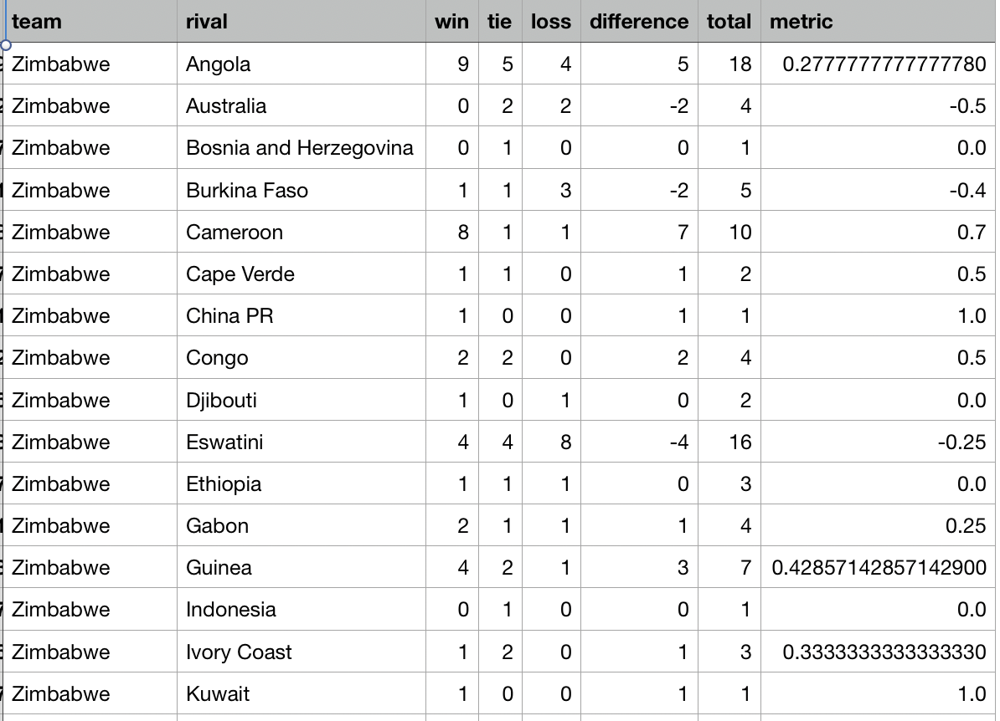 team rival win tie loss difference total metric
Zimbabwe Angola 9 5 4 5 18 0.2777777777777780
Zimbabwe Australia 0 2 2 -2 4 -0.5
Zimbabwe Bosnia and Herzegovina 0 1 0 0 1 0.0
Zimbabwe Burkina Faso 1 1 3 -2 5 -0.4
Zimbabwe Cameroon 8 1 1 7 10 0.7
Zimbabwe Cape Verde 1 1 0 1 2 0.5
Zimbabwe China PR 1 0 0 1 1 1.0
Zimbabwe Congo 2 2 0 2 4 0.5
Zimbabwe Djibouti 1 0 1 0 2 0.0
Zimbabwe Eswatini 4 4 8 -4 16 -0.25
Zimbabwe Ethiopia 1 1 1 0 3 0.0
Zimbabwe Gabon 2 1 1 1 4 0.25
Zimbabwe Guinea 4 2 1 3 7 0.42857142857142900
Zimbabwe Indonesia 0 1 0 0 1 0.0
Zimbabwe Ivory Coast 1 2 0 1 3 0.3333333333333330
Zimbabwe Kuwait 1 0 0 1 1 1.0